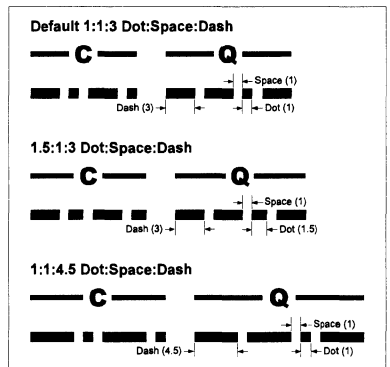 Default 1:1:3 Dot:Space:Dash
C Q
Space (1)
Dash (3) Dot (1)
1.5:1:3 Dot:Space:Dash
C Q
Space (1)
Dash (3) Dot (1.5)
1:1:4.5 Dot:Space:Dash
C Q
Space (1)
Dash (4.5) Dot (1)